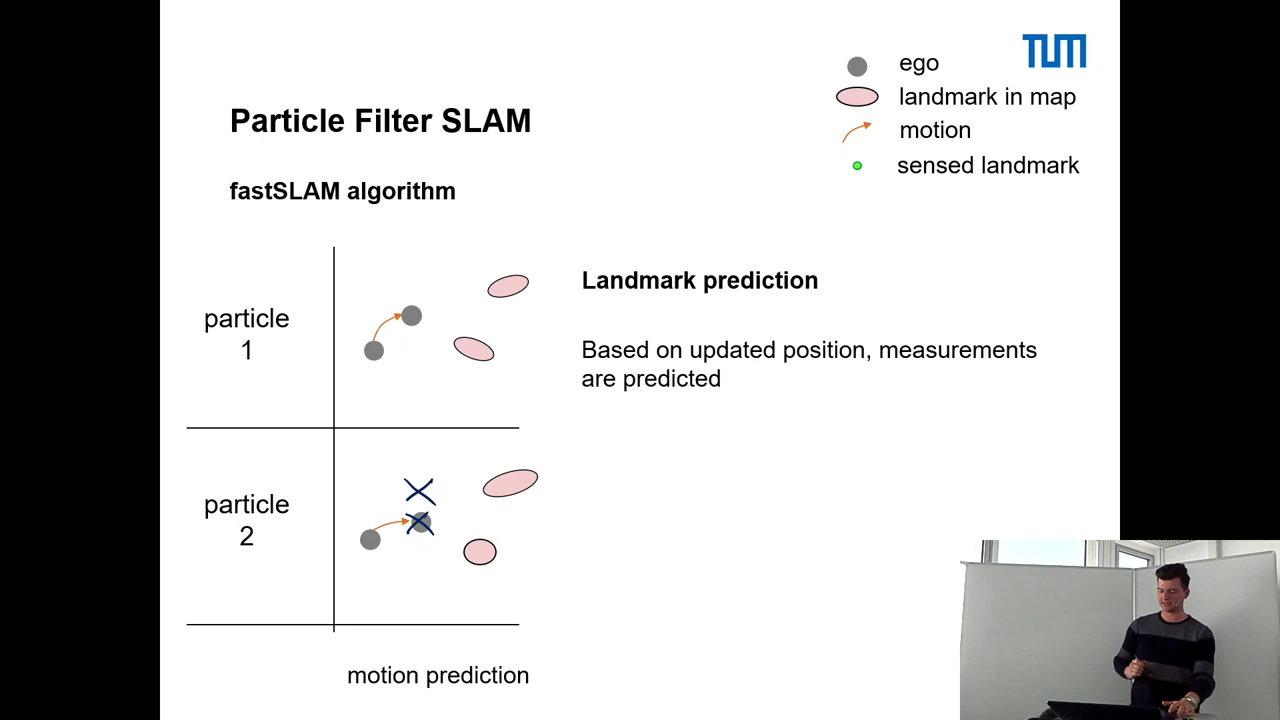 TUM
ego
landmark in map
motion
sensed landmark
Particle Filter SLAM
fastSLAM algorithm
particle
1
Landmark prediction
Based on updated position, measurements
are predicted
particle
2
motion prediction